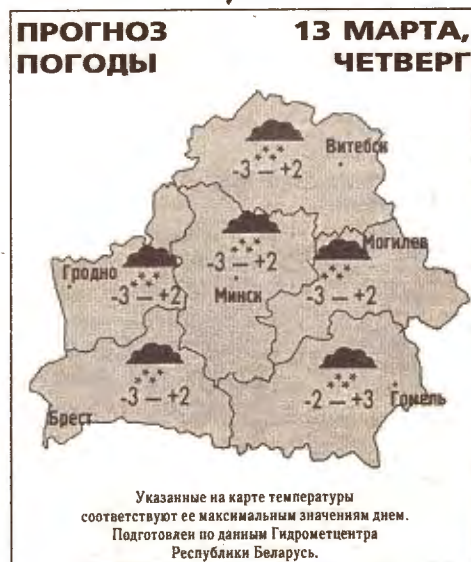 ПРОГНОЗ ПОГОДЫ
13 МАРТА, ЧЕТВЕРГ
Витебск
-3 — +2
Могилев
-3 — +2
Минск
Гродно
-3 — +2
-3 — +2
-3 — +2
Брест
-2 — +3
Гомель
Указанные на карте температуры
соответствуют ее максимальным значениям днем.
Подготовлен по данным Гидрометцентра
Республики Беларусь.